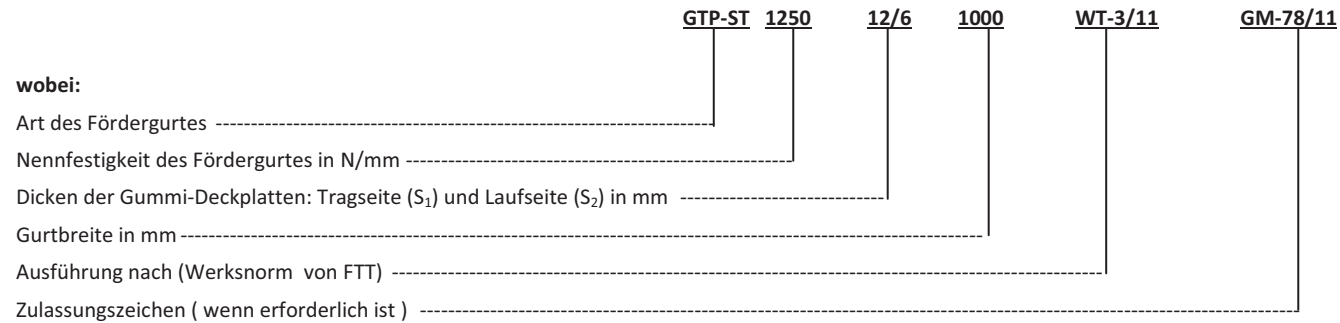 GTP-ST 1250 12/6 1000 WT-3/11 GM-78/11
wobei:
Art des Fördergurtes
Nennfestigkeit des Fördergurtes in N/mm
Dicken der Gummi-Deckplatten: Tragseite (S₁) und Laufseite (S₂) in mm
Gurtbreite in mm
Ausführung nach (Werksnorm von FTT)
Zulassungszeichen ( wenn erforderlich ist )